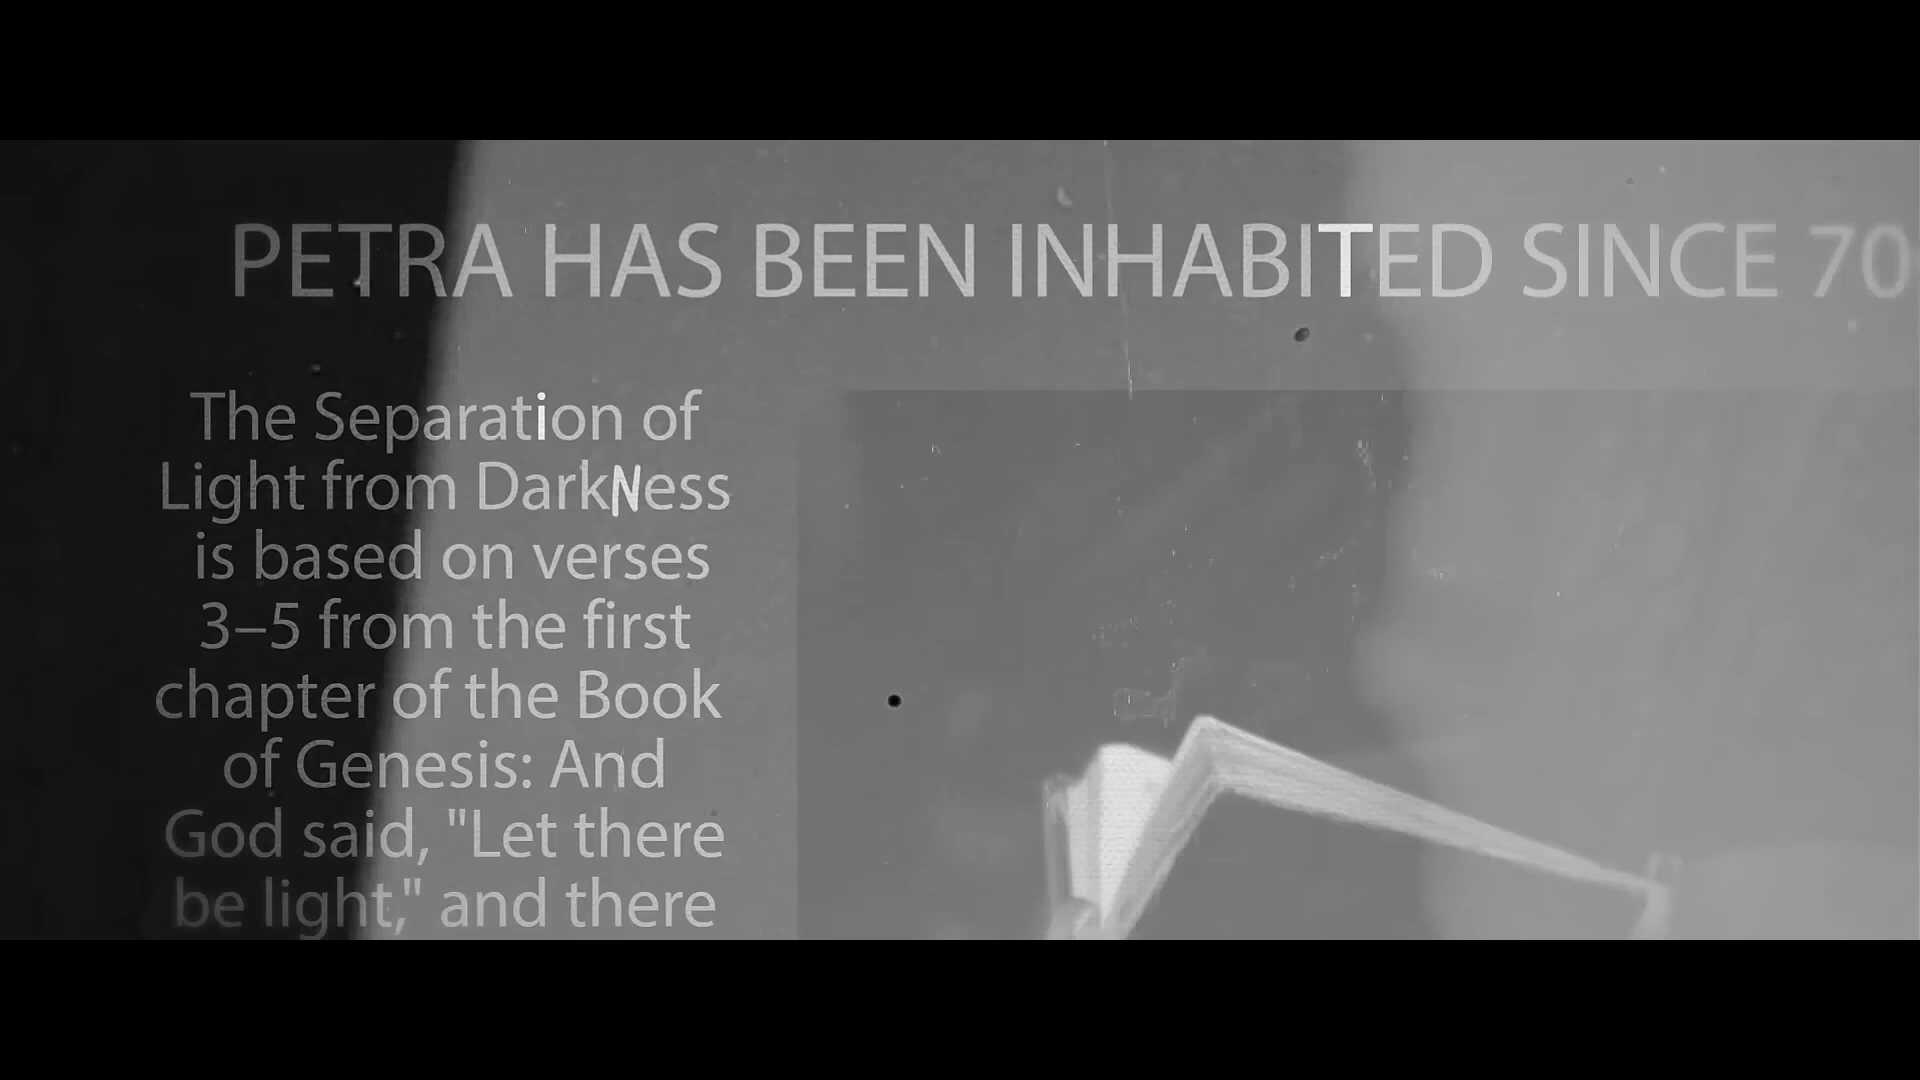 PETRA HAS BEEN INHABITED SINCE 70
The Separation of
Light from DarkNess
is based on verses
3–5 from the first
chapter of the Book
of Genesis: And
God said, "Let there
be light," and there